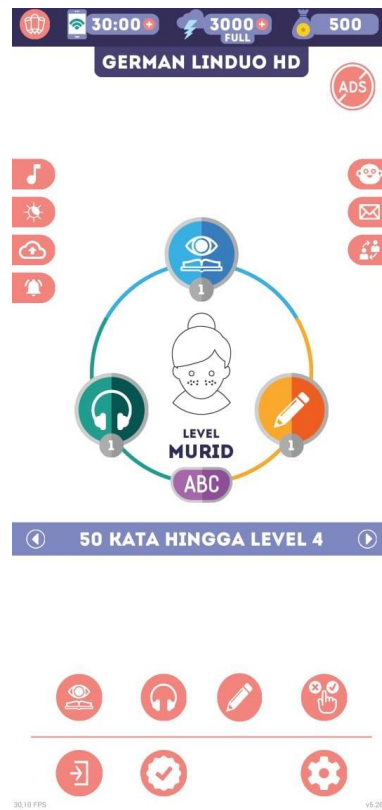 30:00 3000 500
FULL
GERMAN LINDUO HD
ADS
1
1 1
LEVEL
MURID
ABC
50 KATA HINGGA LEVEL 4
30,10 FPS